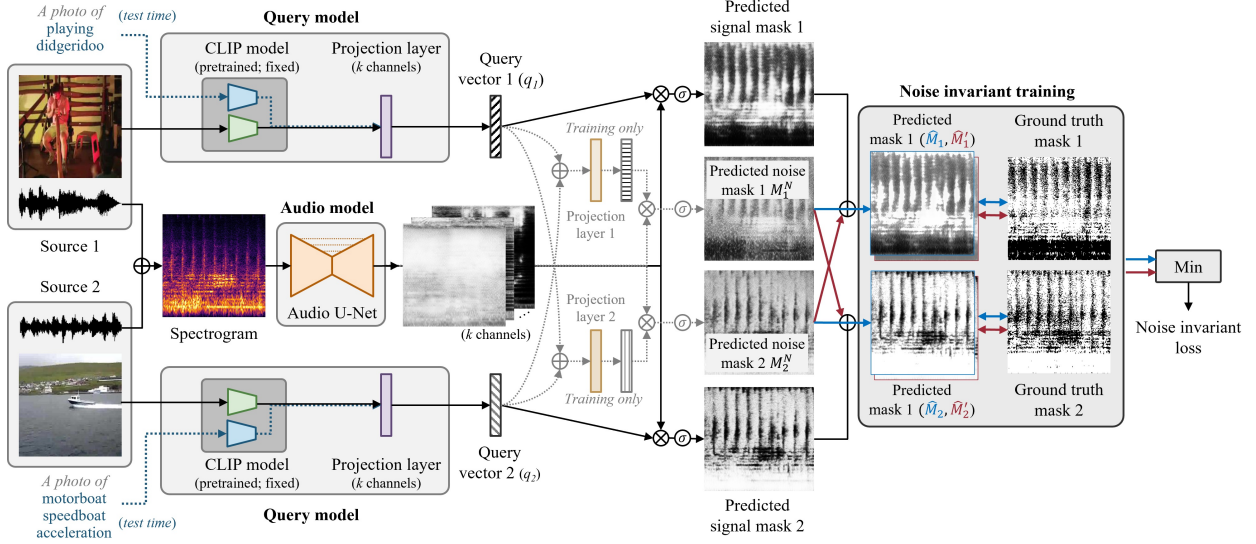 A photo of
playing
didgeridoo
(test time)
Query model
CLIP model
(pretrained; fixed)
Projection layer
(k channels)
Query
vector 1 (q₁)
Source 1
Source 2
Spectrogram
Audio model
Audio U-Net
(k channels)
Training only
Projection
layer 1
Projection
layer 2
Training only
CLIP model
(pretrained; fixed)
Projection layer
(k channels)
Query model
Query
vector 2 (q₂)
A photo of
motorboat
speedboat
acceleration
(test time)
Predicted
signal mask 1
σ
Predicted noise
mask 1 M₁ᴺ
σ
σ
Predicted noise
mask 2 M₂ᴺ
σ
Predicted
signal mask 2
Noise invariant training
Predicted
mask 1 (M̂₁, M̂₁′)
Ground truth
mask 1
Predicted
mask 1 (M̂₂, M̂₂′)
Ground truth
mask 2
Min
Noise invariant
loss